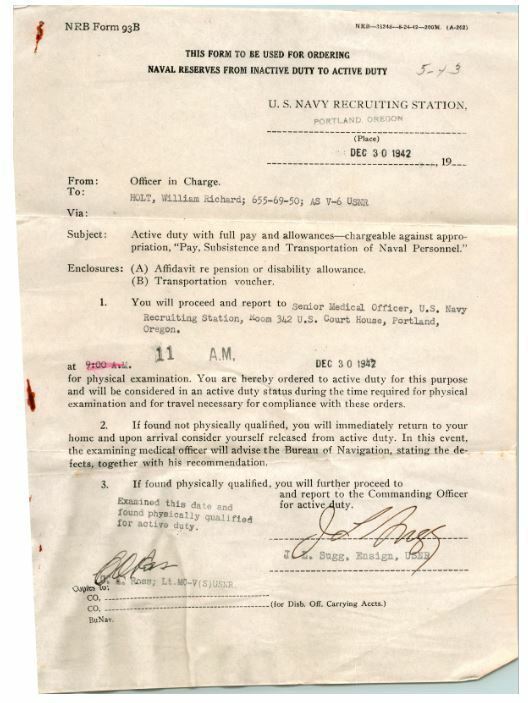 NRB Form 93B
NRB—35248—8-24-42—200M. (A-262)
THIS FORM TO BE USED FOR ORDERING
NAVAL RESERVES FROM INACTIVE DUTY TO ACTIVE DUTY
5-43
U. S. NAVY RECRUITING STATION,
PORTLAND, OREGON
(Place)
DEC 30 1942
, 19
From: Officer in Charge.
To: HOLT, William Richard; 655-69-50; AS V-6 USNR
Via:
Subject: Active duty with full pay and allowances—chargeable against appro-
priation, "Pay, Subsistence and Transportation of Naval Personnel."
Enclosures: (A) Affidavit re pension or disability allowance.
(B) Transportation voucher.
1. You will proceed and report to Senior Medical Officer, U.S. Navy
Recruiting Station, Room 342 U.S. Court House, Portland,
Oregon.
11 A.M.
at 9:00 A.M. DEC 30 1942
for physical examination. You are hereby ordered to active duty for this purpose
and will be considered in an active duty status during the time required for physical
examination and for travel necessary for compliance with these orders.
2. If found not physically qualified, you will immediately return to your
home and upon arrival consider yourself released from active duty. In this event,
the examining medical officer will advise the Bureau of Navigation, stating the de-
fects, together with his recommendation.
3. If found physically qualified, you will further proceed to
and report to the Commanding Officer
for active duty.
Examined this date and
found physically qualified
for active duty.
J. L. Sugg
J. L. Sugg, Ensign, USNR
Ross; Lt.MC-V(S)USNR.
Copies to:
CO,
CO, (for Disb. Off. Carrying Accts.)
BuNav.